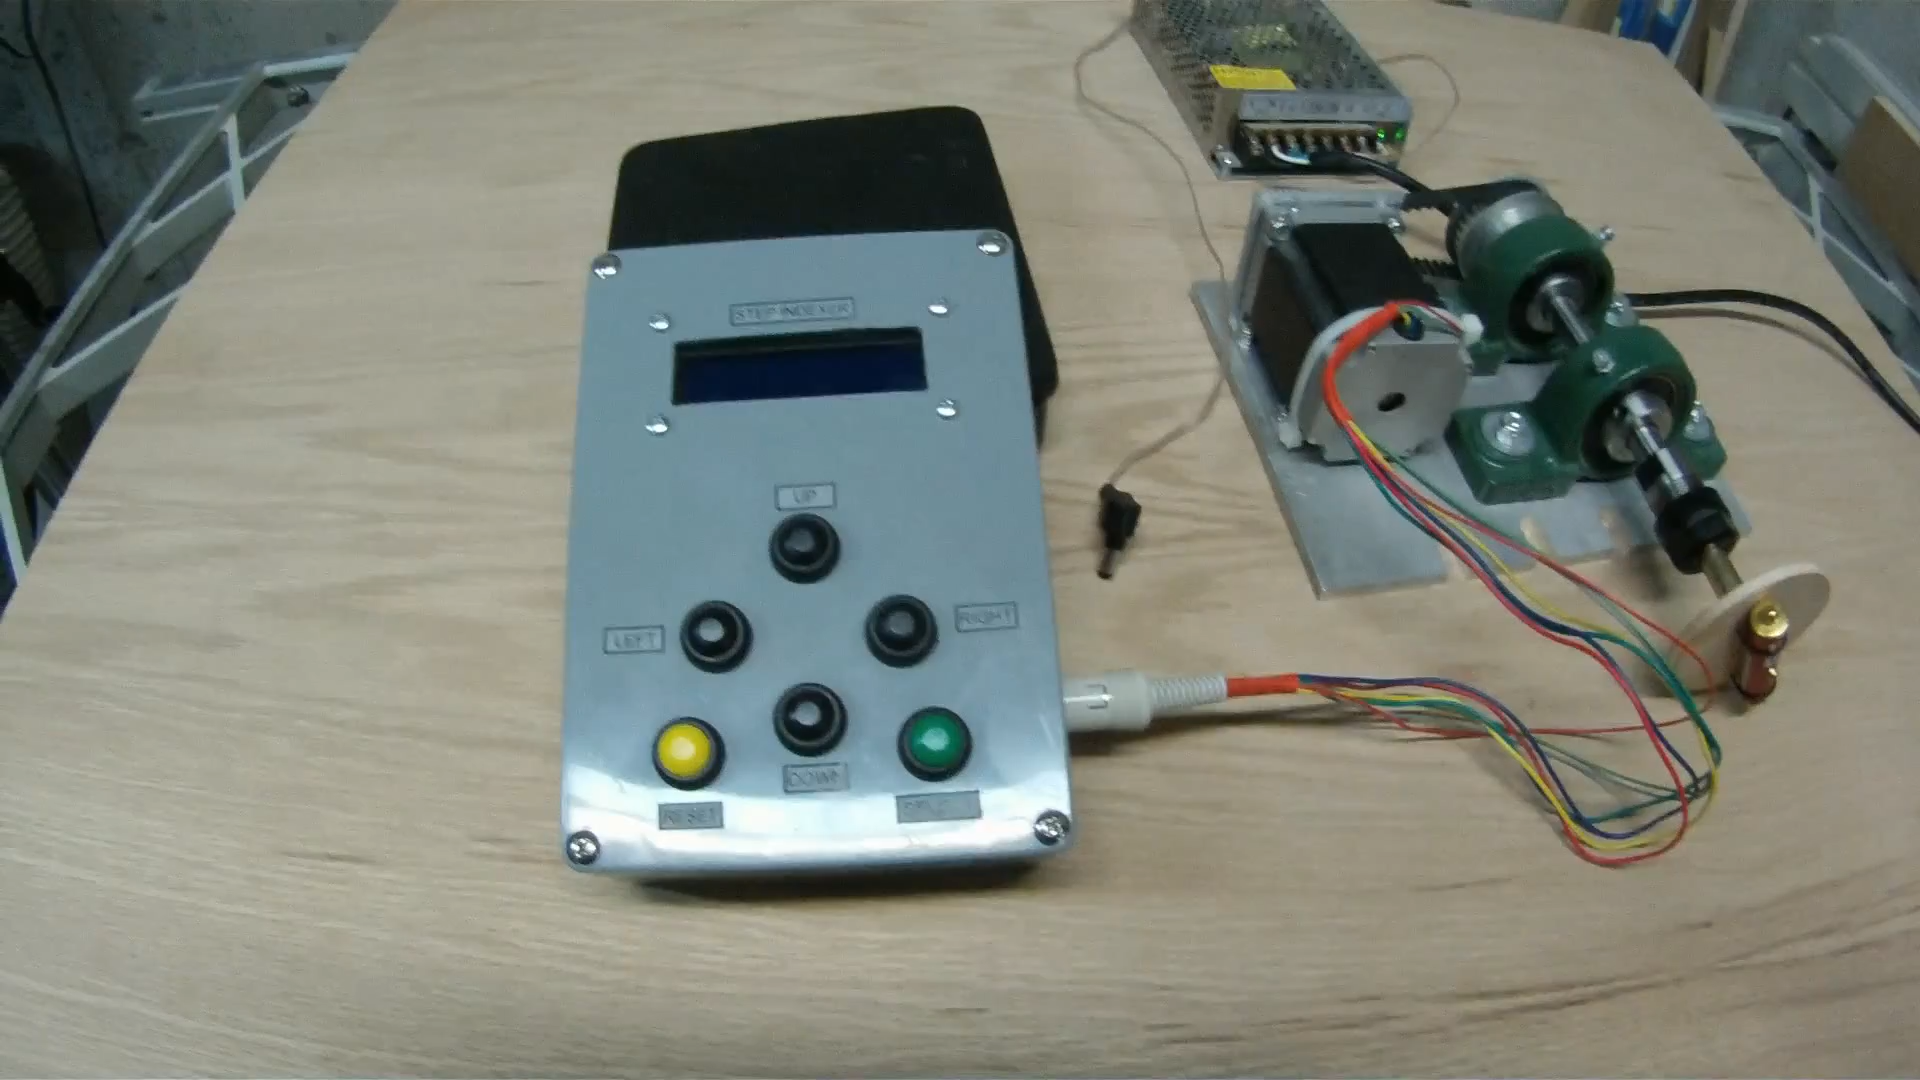 STEP INDEXER
UP
LEFT
RIGHT
DOWN
RESET